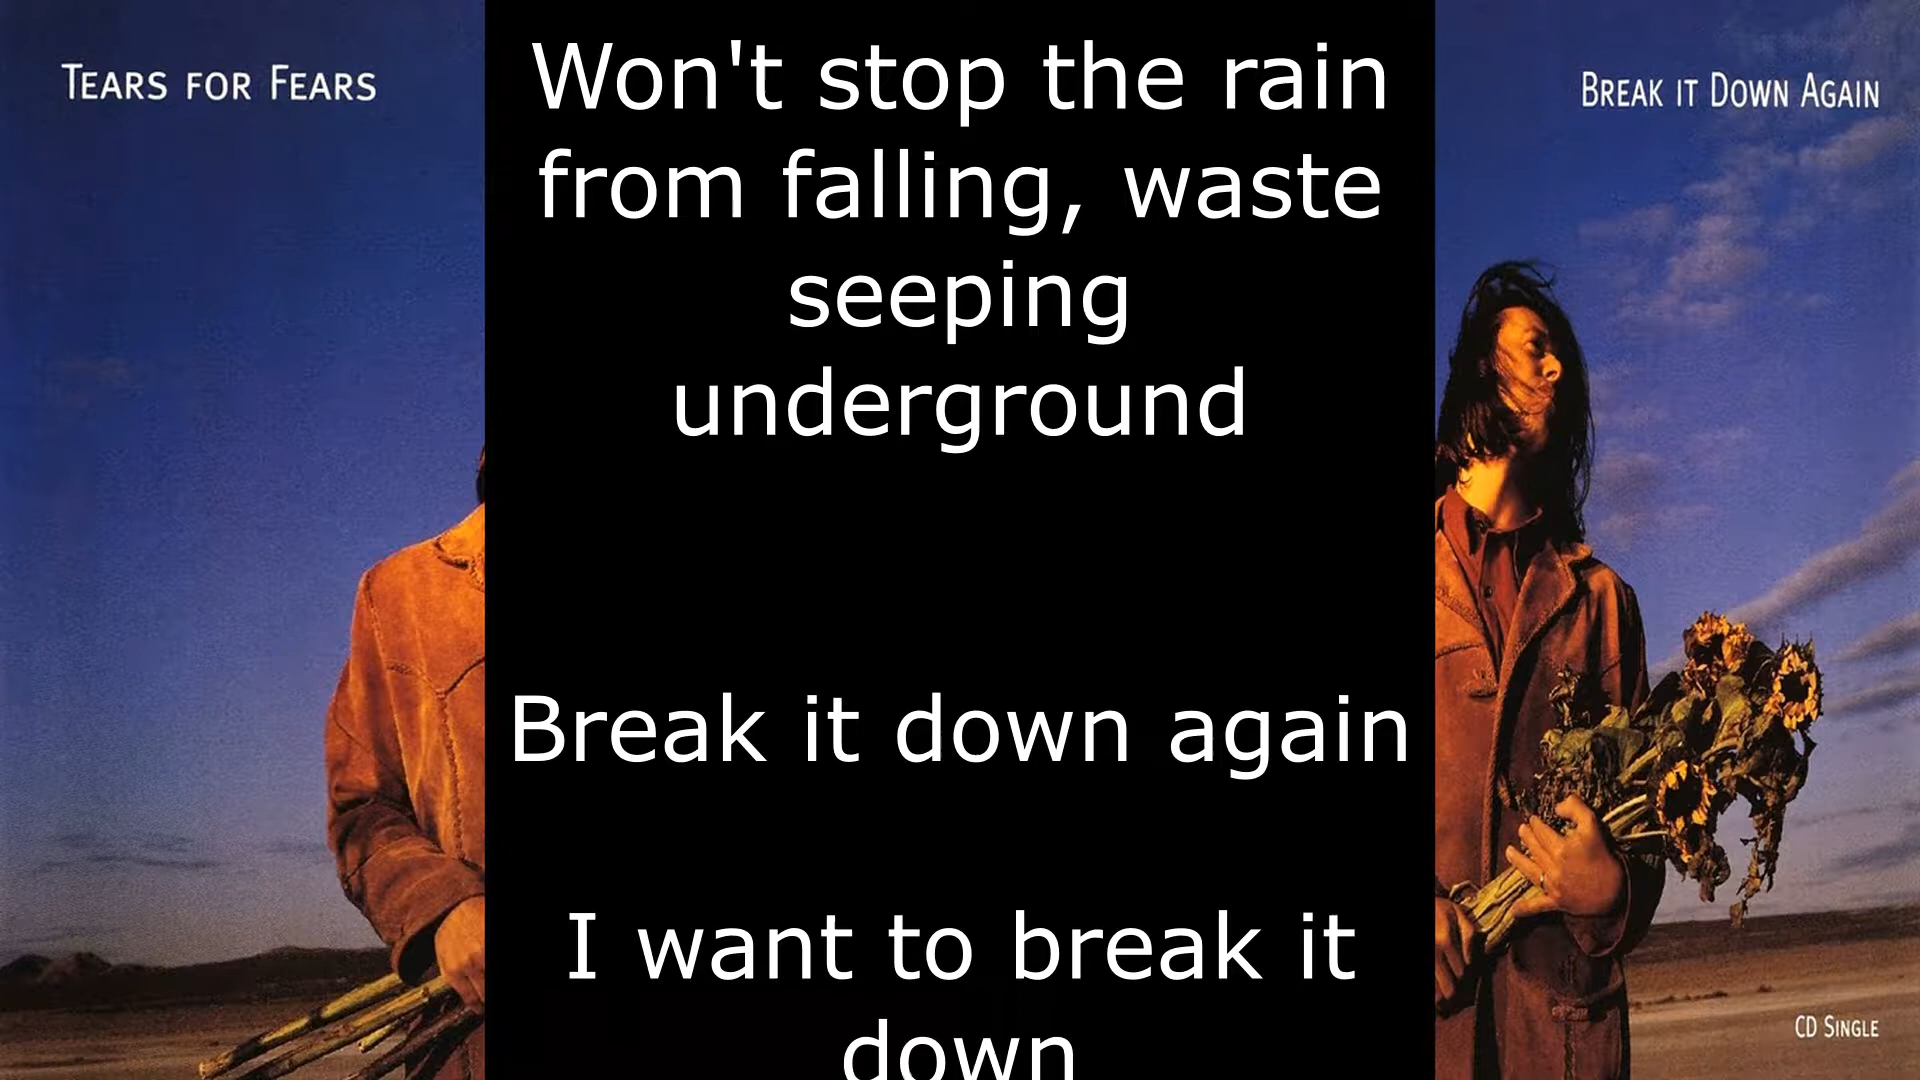 Tears for Fears
Break it Down Again
Won't stop the rain
from falling, waste
seeping
underground
Break it down again
I want to break it
down
CD Single